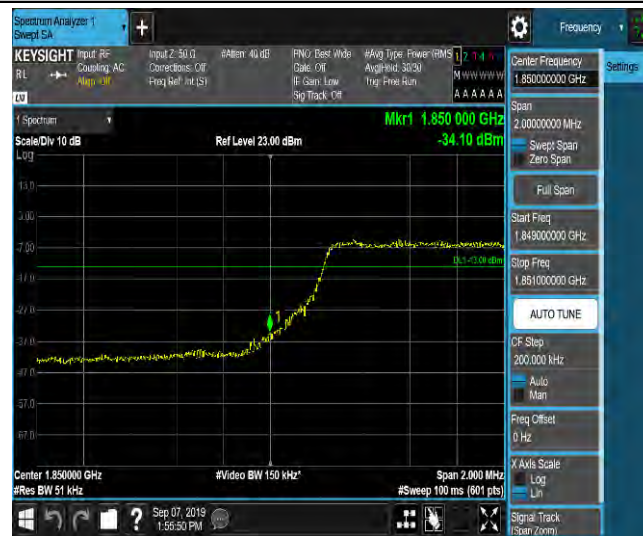 Spectrum Analyzer 1
Swept SA
+
Frequency
KEYSIGHT
Input: RF
Coupling: AC
Align: Off
Input Z: 50 Ω
Corrections: Off
Freq Ref: Int (S)
#Atten: 40 dB
PNO: Best Wide
Gate: Off
IF Gain: Low
Sig Track: Off
#Avg Type: Power (RMS
Avg|Hold: 30/30
Trig: Free Run
RL
M W W W W W
A A A A A A
1 Spectrum
Scale/Div 10 dB
Log
Ref Level 23.00 dBm
Mkr1 1.850 000 GHz
-34.10 dBm
13.0
3.00
-7.00
DL1 -13.00 dBm
-17.0
-27.0
1
-37.0
-47.0
-57.0
-67.0
Center 1.850000 GHz
#Res BW 51 kHz
#Video BW 150 kHz*
Span 2.000 MHz
#Sweep 100 ms (601 pts)
?
Sep 07, 2019
1:55:50 PM
Center Frequency
1.850000000 GHz
Settings
Span
2.00000000 MHz
Swept Span
Zero Span
Full Span
Start Freq
1.849000000 GHz
Stop Freq
1.851000000 GHz
AUTO TUNE
CF Step
200.000 kHz
Auto
Man
Freq Offset
0 Hz
X Axis Scale
Log
Lin
Signal Track
(Span Zoom)